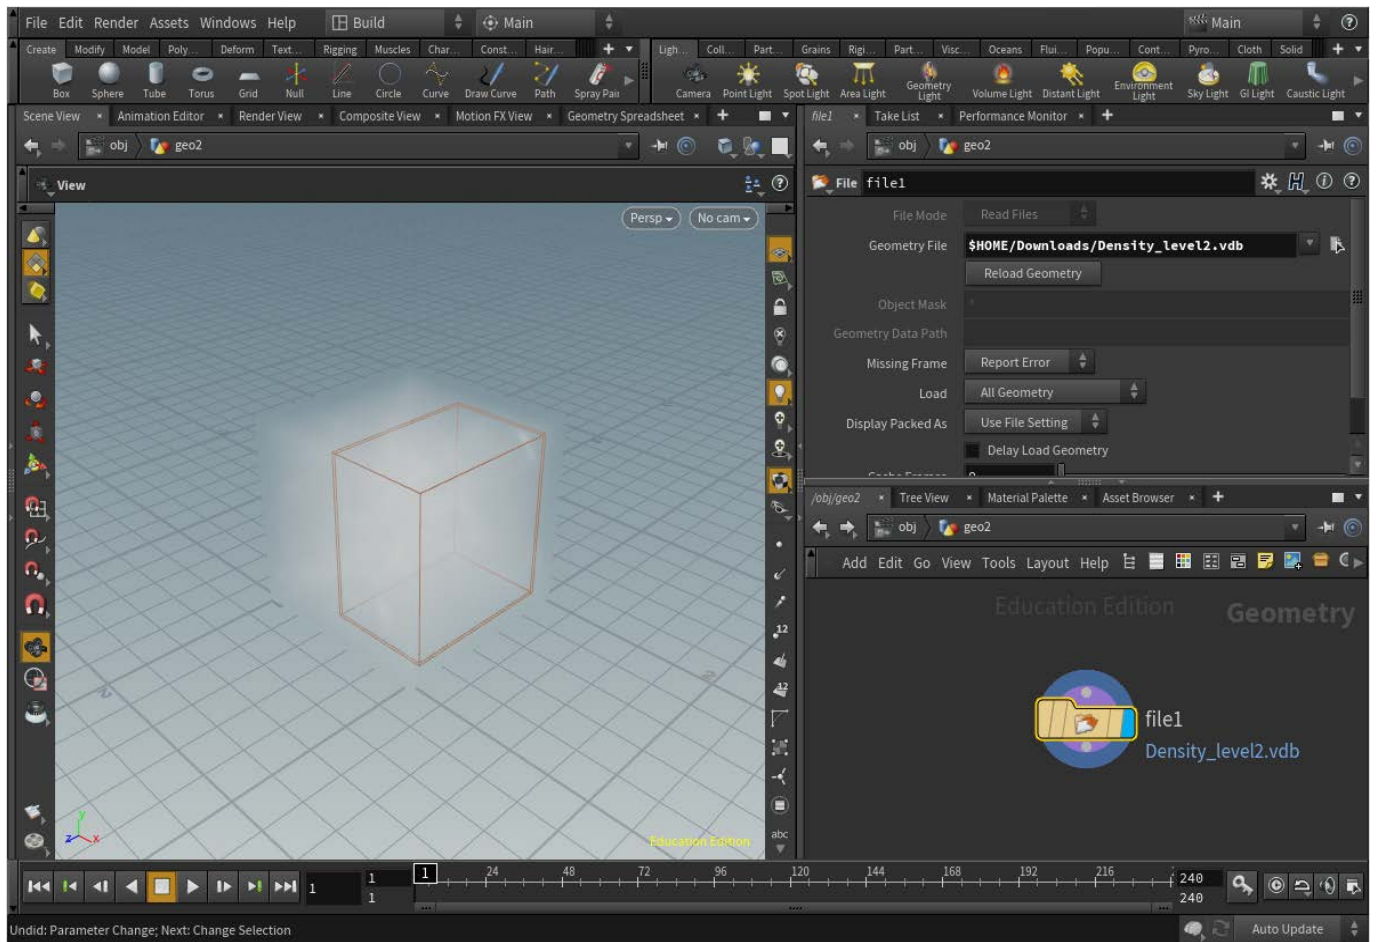 File Edit Render Assets Windows Help Build Main Main
Create Modify Model Poly... Deform Text... Rigging Muscles Char... Const... Hair... Ligh... Coll... Part... Grains Rigi... Part... Visc... Oceans Flui... Popu... Cont... Pyro... Cloth Solid
Box Sphere Tube Torus Grid Null Line Circle Curve Draw Curve Path Spray Pain Camera Point Light Spot Light Area Light Geometry Light Volume Light Distant Light Environment Light Sky Light GI Light Caustic Light
Scene View Animation Editor Render View Composite View Motion FX View Geometry Spreadsheet
obj geo2
View
Persp No cam
12
12
abc
y
z x
Education Edition
file1 Take List Performance Monitor
obj geo2
File file1
File Mode Read Files
Geometry File $HOME/Downloads/Density_level2.vdb
Reload Geometry
Object Mask *
Geometry Data Path
Missing Frame Report Error
Load All Geometry
Display Packed As Use File Setting
Delay Load Geometry
Cache Frames 0
/obj/geo2 Tree View Material Palette Asset Browser
obj geo2
Add Edit Go View Tools Layout Help
Education Edition Geometry
file1
Density_level2.vdb
1 1 1 24 48 72 96 120 144 168 192 216 240
1 240
Undid: Parameter Change; Next: Change Selection Auto Update